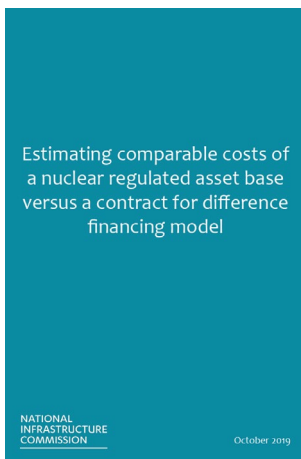 Estimating comparable costs of
a nuclear regulated asset base
versus a contract for difference
financing model
NATIONAL
INFRASTRUCTURE
COMMISSION
October 2019